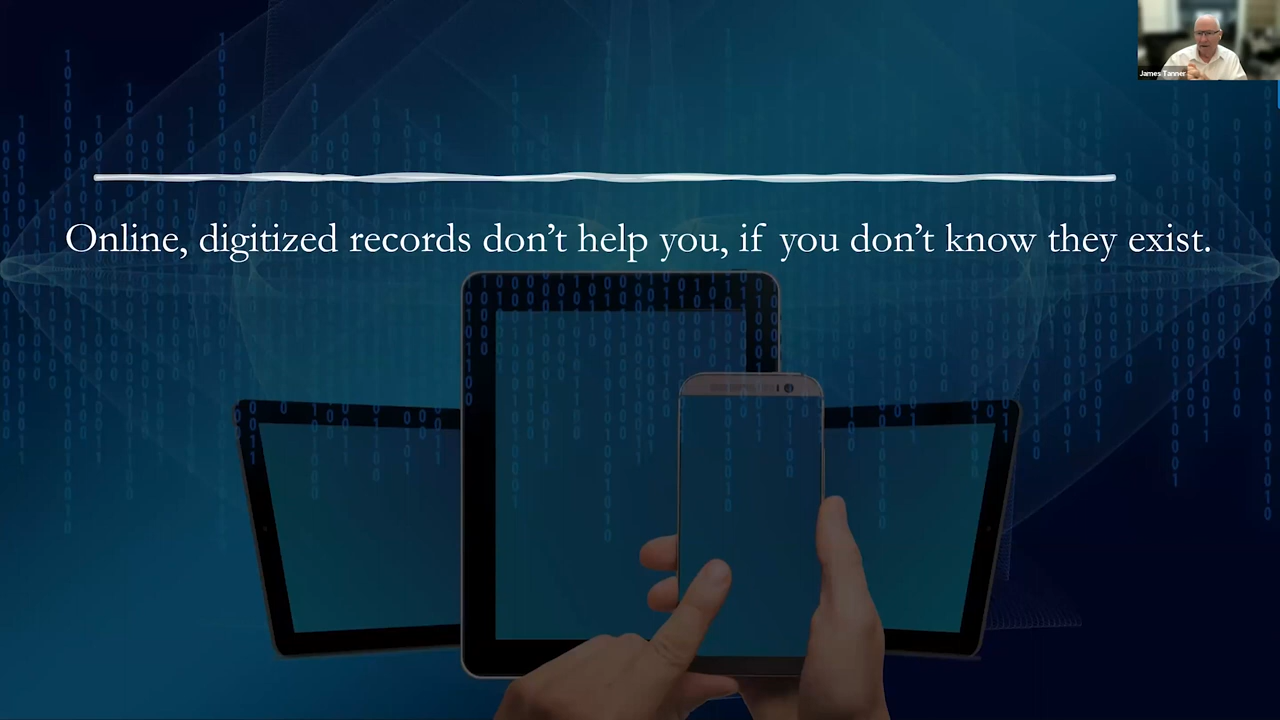 James Tanner
Online, digitized records don't help you, if you don't know they exist.